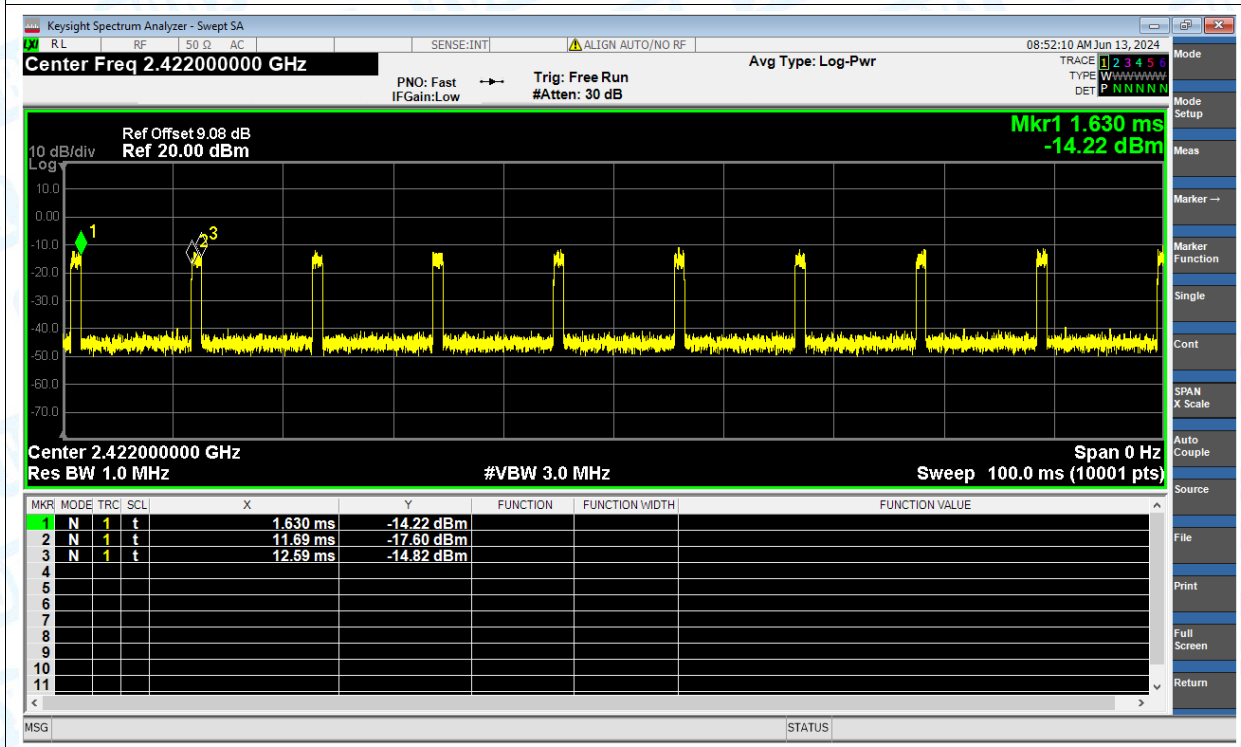 Keysight Spectrum Analyzer - Swept SA
LXI RL RF 50 Ω AC SENSE:INT ALIGN AUTO/NO RF 08:52:10 AM Jun 13, 2024
Center Freq 2.422000000 GHz
Avg Type: Log-Pwr
TRACE 1 2 3 4 5 6
TYPE WWWWWW
DET P N N N N N
PNO: Fast
IFGain:Low
Trig: Free Run
#Atten: 30 dB
Mkr1 1.630 ms
-14.22 dBm
Ref Offset 9.08 dB
10 dB/div Ref 20.00 dBm
Log
10.0
0.00
-10.0
-20.0
-30.0
-40.0
-50.0
-60.0
-70.0
1
2
3
Center 2.422000000 GHz Span 0 Hz
Res BW 1.0 MHz #VBW 3.0 MHz Sweep 100.0 ms (10001 pts)
MKR MODE TRC SCL X Y FUNCTION FUNCTION WIDTH FUNCTION VALUE
1 N 1 t 1.630 ms -14.22 dBm
2 N 1 t 11.69 ms -17.60 dBm
3 N 1 t 12.59 ms -14.82 dBm
4
5
6
7
8
9
10
11
MSG STATUS
Mode
Mode
Setup
Meas
Marker →
Marker
Function
Single
Cont
SPAN
X Scale
Auto
Couple
Source
File
Print
Full
Screen
Return